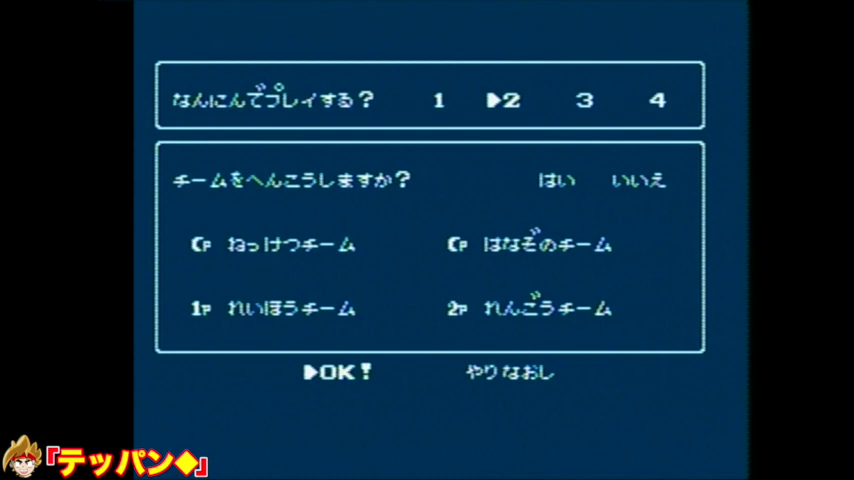 なんにんでプレイする? 1 ▶2 3 4
チームをへんこうしますか? はい いいえ
CP ねっけつチーム CP はなぞのチーム
1P れいほうチーム 2P れんごうチーム
▶OK! やりなおし
『テッパン◆』